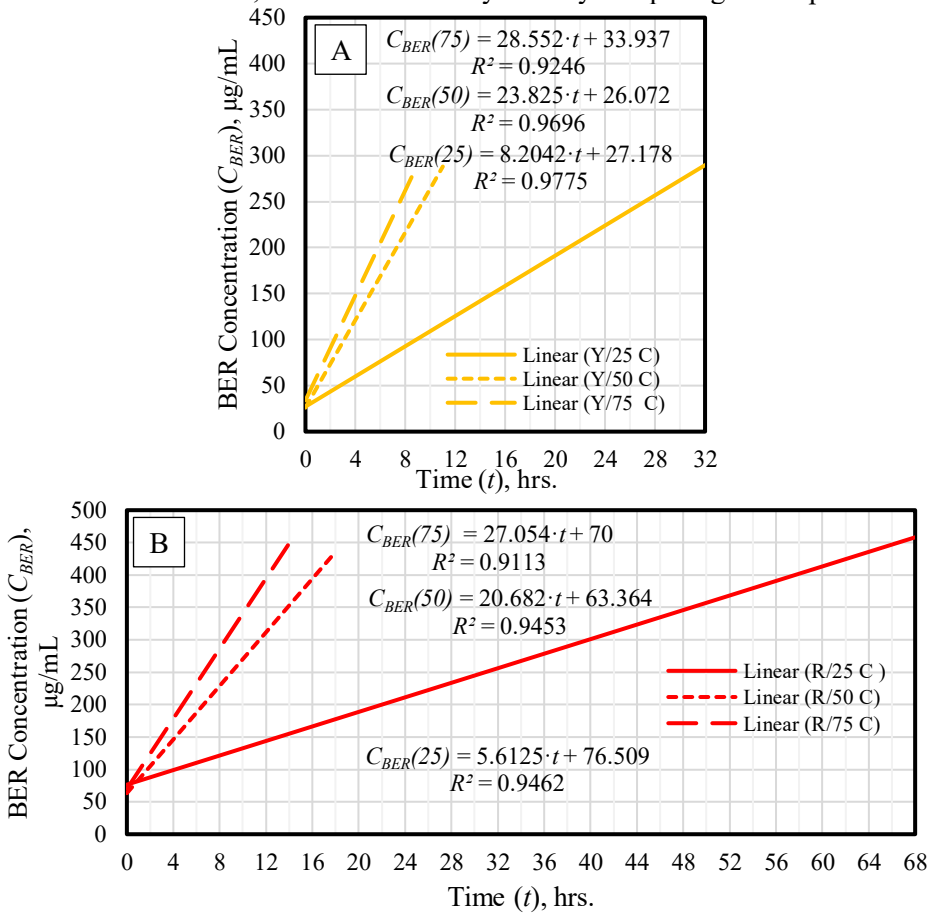 A
C_BER(75) = 28.552·t + 33.937
R² = 0.9246
C_BER(50) = 23.825·t + 26.072
R² = 0.9696
C_BER(25) = 8.2042·t + 27.178
R² = 0.9775
BER Concentration (C_BER), µg/mL
450
400
350
300
250
200
150
100
50
0
Linear (Y/25 C)
Linear (Y/50 C)
Linear (Y/75 C)
0 4 8 12 16 20 24 28 32
Time (t), hrs.
B
C_BER(75) = 27.054·t + 70
R² = 0.9113
C_BER(50) = 20.682·t + 63.364
R² = 0.9453
BER Concentration (C_BER),
µg/mL
500
450
400
350
300
250
200
150
100
50
0
Linear (R/25 C )
Linear (R/50 C)
Linear (R/75 C)
C_BER(25) = 5.6125·t + 76.509
R² = 0.9462
0 4 8 12 16 20 24 28 32 36 40 44 48 52 56 60 64 68
Time (t), hrs.